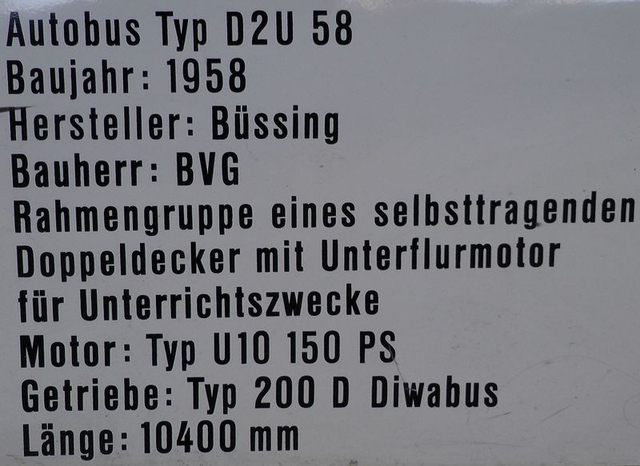 Autobus Typ D2U 58
Baujahr: 1958
Hersteller: Büssing
Bauherr: BVG
Rahmengruppe eines selbsttragenden
Doppeldecker mit Unterflurmotor
für Unterrichtszwecke
Motor: Typ U10 150 PS
Getriebe: Typ 200 D Diwabus
Länge: 10400 mm